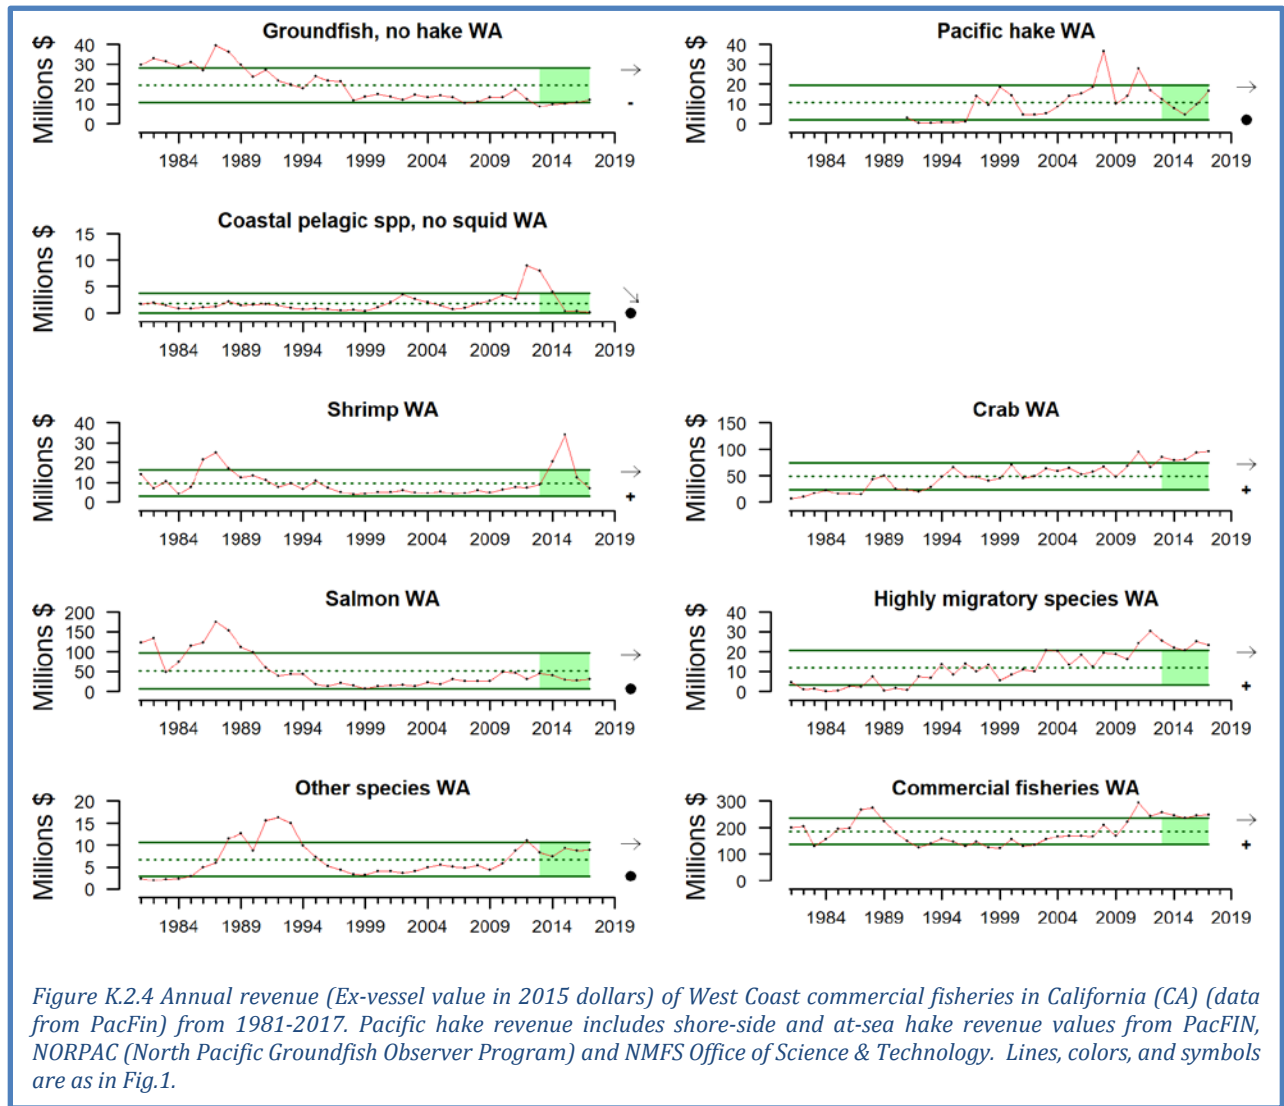 Groundfish, no hake WA
Millions $
40
30
20
10
0
1984 1989 1994 1999 2004 2009 2014 2019
-
Pacific hake WA
Millions $
40
30
20
10
0
1984 1989 1994 1999 2004 2009 2014 2019
Coastal pelagic spp, no squid WA
Millions $
15
10
5
0
1984 1989 1994 1999 2004 2009 2014 2019
Shrimp WA
Millions $
40
30
20
10
0
1984 1989 1994 1999 2004 2009 2014 2019
+
Crab WA
Millions $
150
100
50
0
1984 1989 1994 1999 2004 2009 2014 2019
+
Salmon WA
Millions $
200
150
100
50
0
1984 1989 1994 1999 2004 2009 2014 2019
Highly migratory species WA
Millions $
40
30
20
10
0
1984 1989 1994 1999 2004 2009 2014 2019
+
Other species WA
Millions $
20
15
10
5
0
1984 1989 1994 1999 2004 2009 2014 2019
Commercial fisheries WA
Millions $
300
200
100
0
1984 1989 1994 1999 2004 2009 2014 2019
+
Figure K.2.4 Annual revenue (Ex-vessel value in 2015 dollars) of West Coast commercial fisheries in California (CA) (data
from PacFin) from 1981-2017. Pacific hake revenue includes shore-side and at-sea hake revenue values from PacFIN,
NORPAC (North Pacific Groundfish Observer Program) and NMFS Office of Science & Technology. Lines, colors, and symbols
are as in Fig.1.